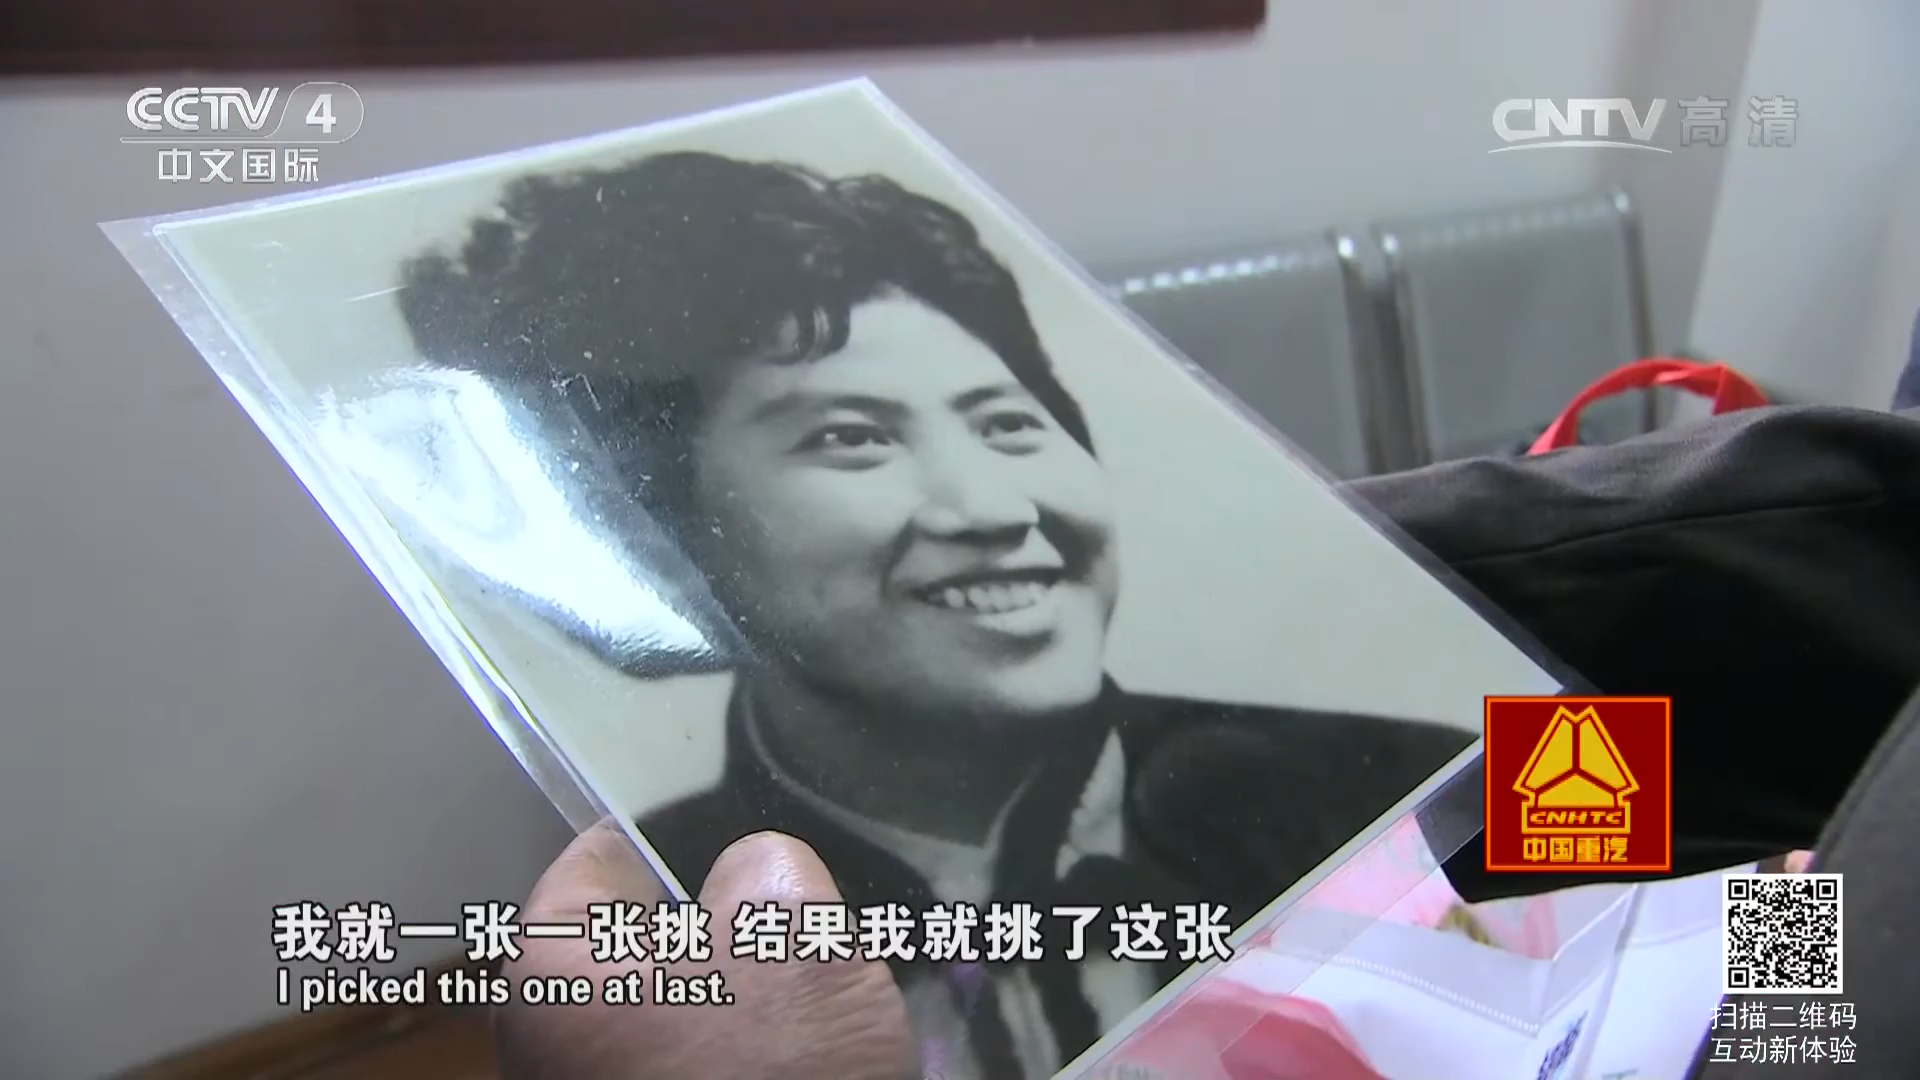 CCTV 4
中文国际
CNTV 高清
CNHTC
中国重汽
我就一张一张挑 结果我就挑了这张
I picked this one at last.
扫描二维码
互动新体验